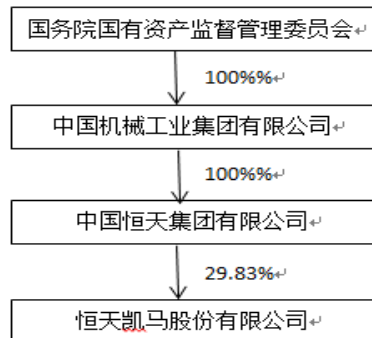 国务院国有资产监督管理委员会↵
100%%↵
中国机械工业集团有限公司↵
100%%↵
中国恒天集团有限公司↵
29.83%↵
恒天凯马股份有限公司↵